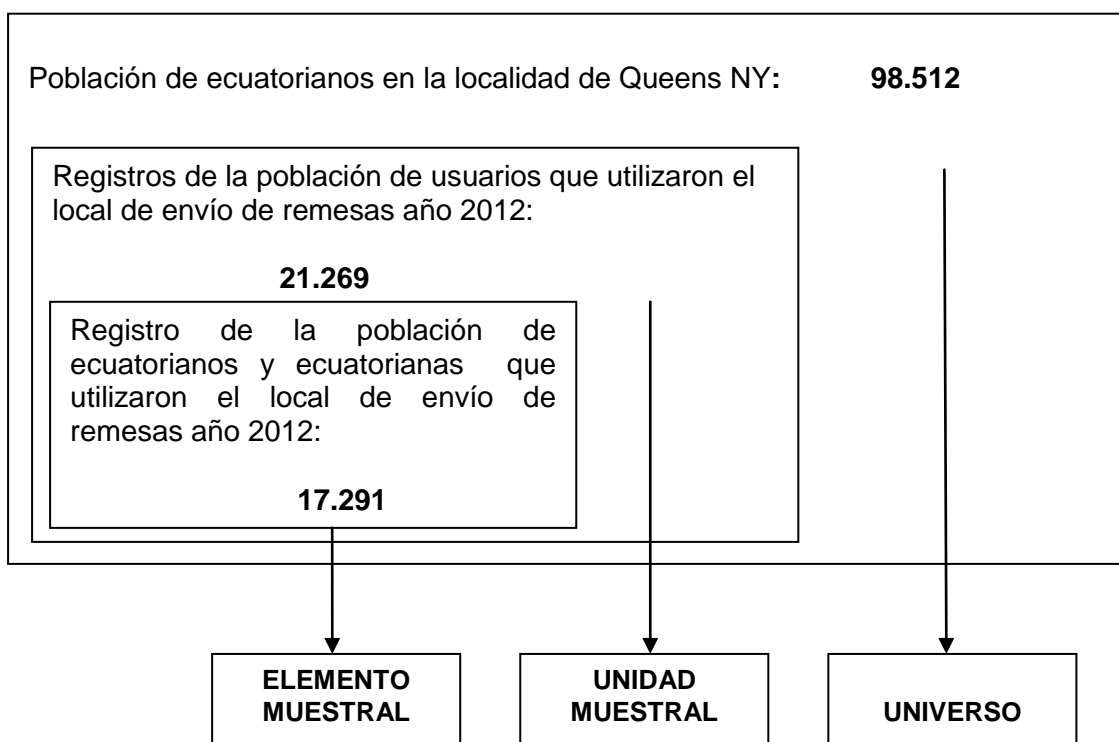 Población de ecuatorianos en la localidad de Queens NY: 98.512
Registros de la población de usuarios que utilizaron el
local de envío de remesas año 2012:
21.269
Registro de la población de
ecuatorianos y ecuatorianas que
utilizaron el local de envío de
remesas año 2012:
17.291
ELEMENTO
MUESTRAL
UNIDAD
MUESTRAL
UNIVERSO